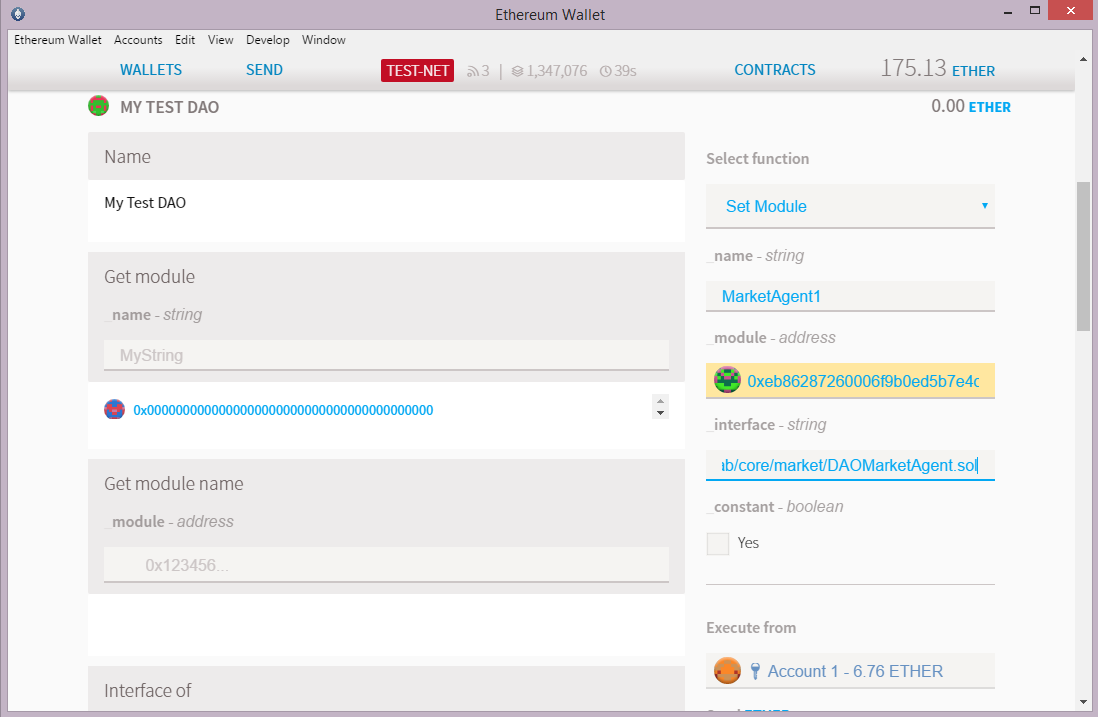 Ethereum Wallet
Ethereum Wallet Accounts Edit View Develop Window
WALLETS SEND TEST-NET 3 | 1,347,076 39s CONTRACTS 175.13 ETHER
MY TEST DAO 0.00 ETHER
Name
My Test DAO
Get module
_name - string
MyString
0x0000000000000000000000000000000000000000
Get module name
_module - address
0x123456...
Interface of
Select function
Set Module
_name - string
MarketAgent1
_module - address
0xeb86287260006f9b0ed5b7e4c
_interface - string
ab/core/market/DAOMarketAgent.sol
_constant - boolean
Yes
Execute from
Account 1 - 6.76 ETHER
Send ETHER